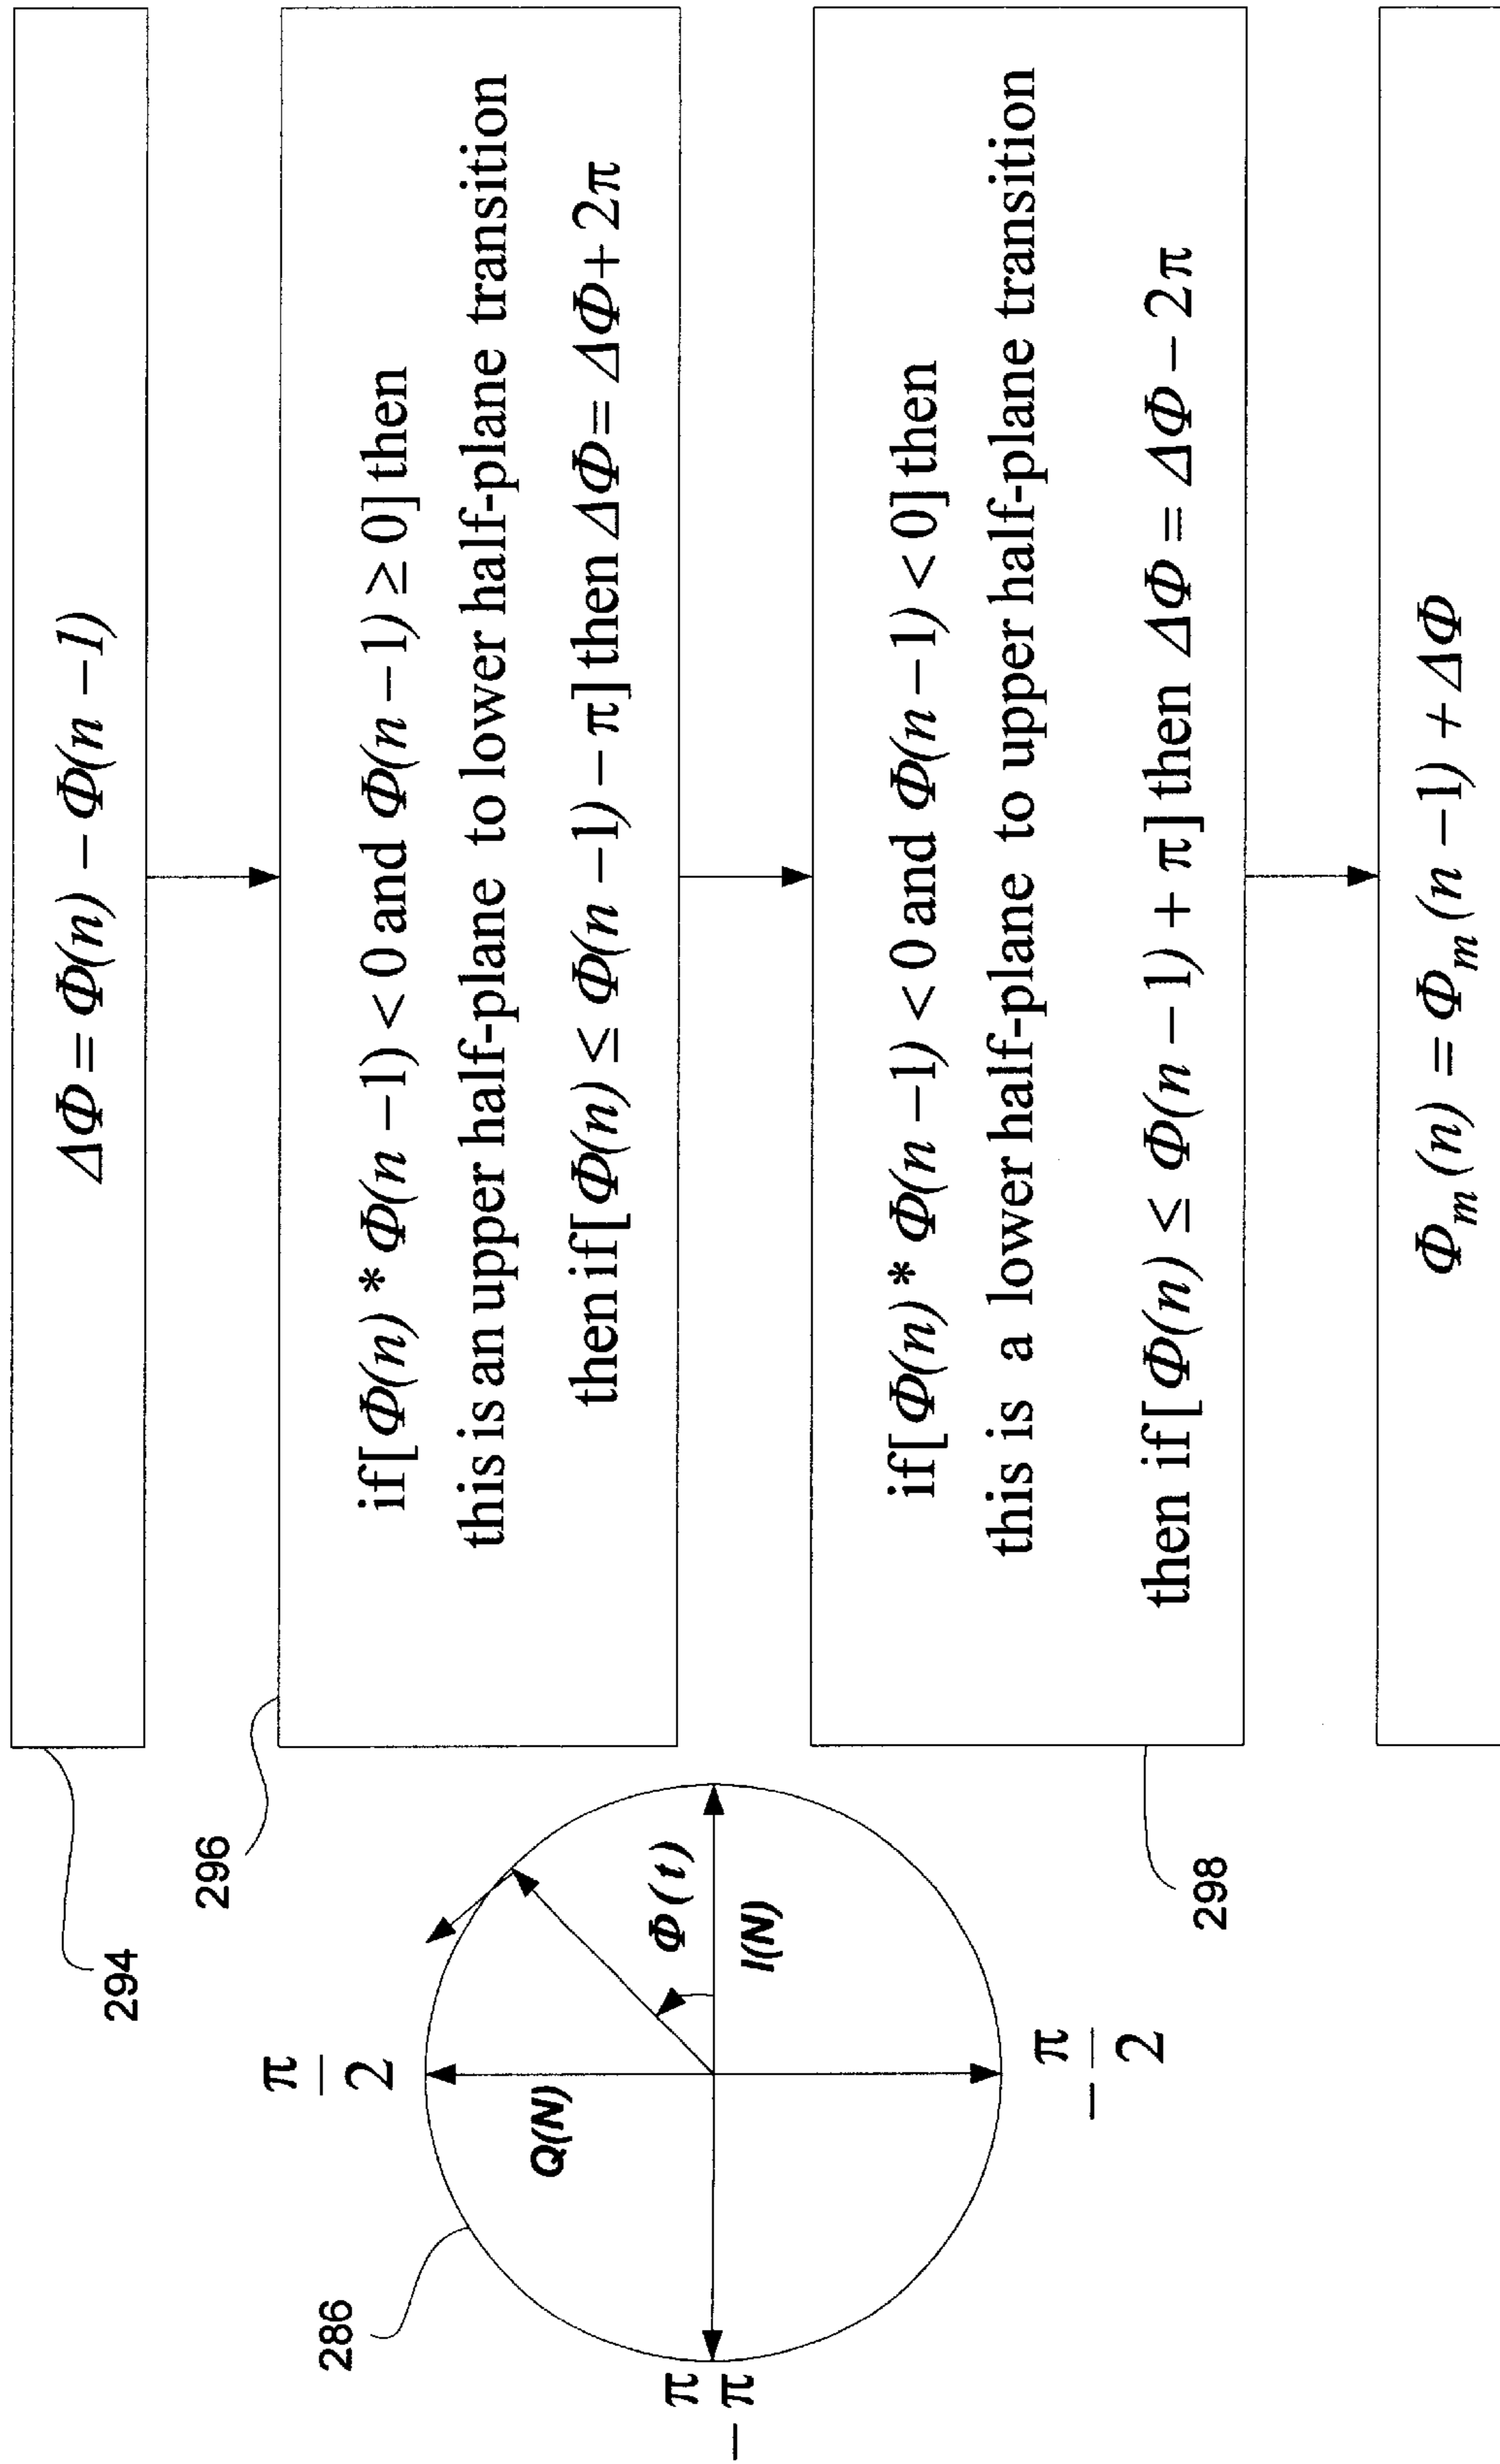 294
ΔΦ = Φ(n) − Φ(n −1)
296
if[Φ(n) * Φ(n −1) < 0 and Φ(n −1) ≥ 0] then
this is an upper half-plane to lower half-plane transition
then if[Φ(n) ≤ Φ(n −1) − π] then ΔΦ = ΔΦ + 2π
298
if[Φ(n) * Φ(n −1) < 0 and Φ(n −1) < 0] then
this is a lower half-plane to upper half-plane transition
then if[Φ(n) ≤ Φ(n −1) + π] then ΔΦ = ΔΦ − 2π
Φm (n) = Φm (n −1) + ΔΦ
286
π/2
Q(N)
Φ(t)
I(N)
π
−π
−π/2